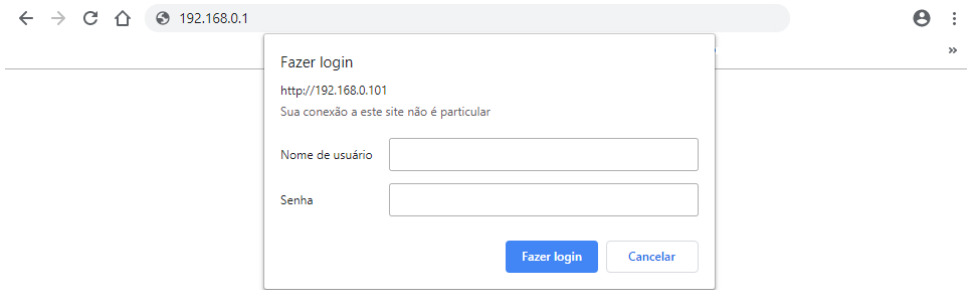 192.168.0.1
»
Fazer login
http://192.168.0.101
Sua conexão a este site não é particular
Nome de usuário
Senha
Fazer login Cancelar